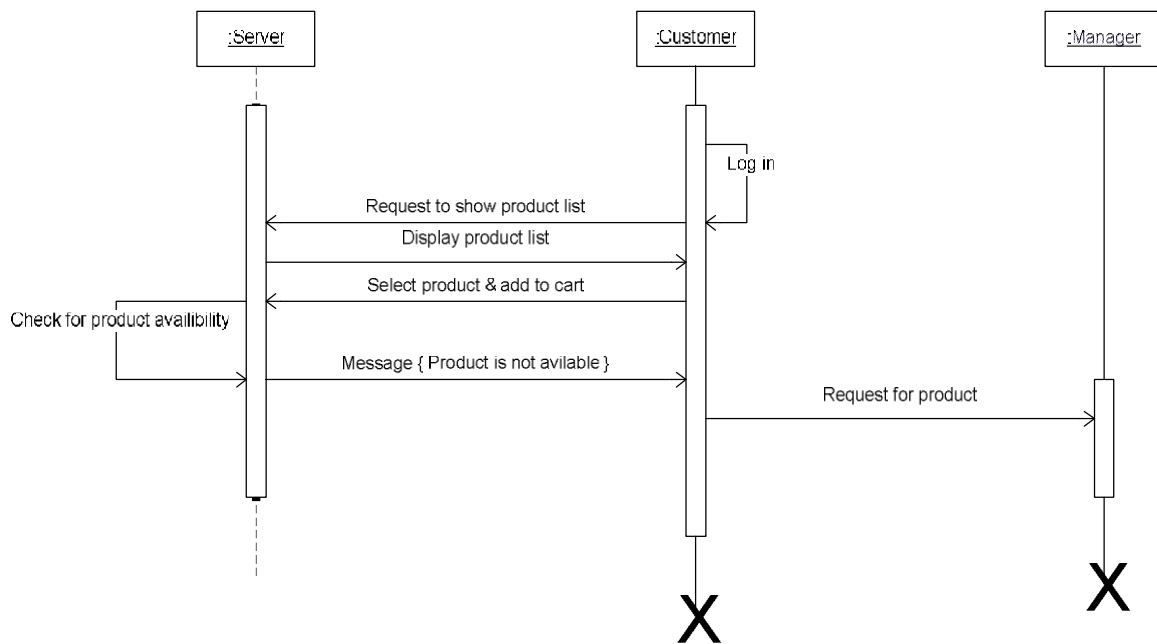 :Server
:Customer
:Manager
Log in
Request to show product list
Display product list
Select product & add to cart
Check for product availibility
Message { Product is not avilable }
Request for product